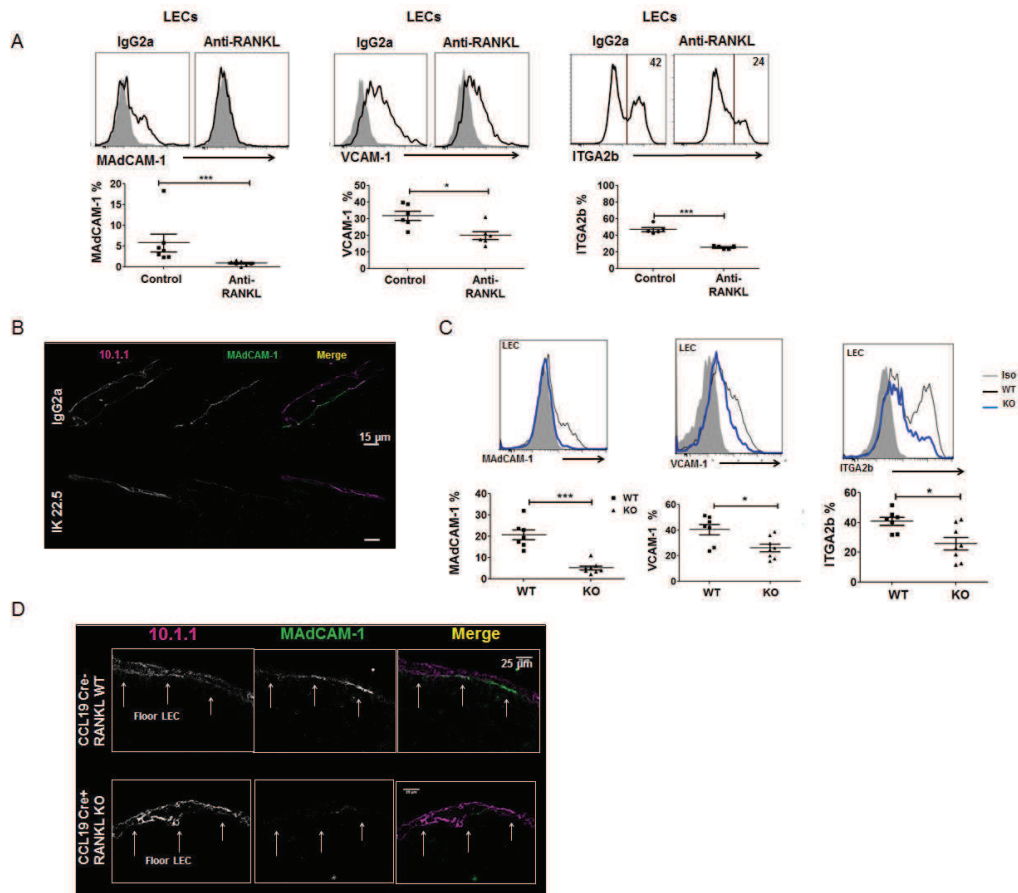 LECs
LECs
LECs
A
IgG2a
Anti-RANKL
IgG2a
Anti-RANKL
IgG2a
Anti-RANKL
42
24
MAdCAM-1
VCAM-1
ITGA2b
MAdCAM-1 %
20
15
10
5
0
***
Control
Anti-
RANKL
VCAM-1 %
50
40
30
20
10
0
*
Control
Anti-
RANKL
ITGA2b %
100
80
60
40
20
0
***
Control
Anti-
RANKL
B
10.1.1
MAdCAM-1
Merge
IgG2a
15 µm
IK 22.5
C
LEC
LEC
LEC
Iso
WT
KO
MAdCAM-1
VCAM-1
ITGA2b
MAdCAM-1 %
40
30
20
10
0
***
WT
KO
WT
KO
VCAM-1 %
80
60
40
20
0
*
WT
KO
ITGA2b %
60
40
20
0
*
WT
KO
D
10.1.1
MAdCAM-1
Merge
CCL19 Cre-
RANKL WT
Floor LEC
*
25 µm
CCL19 Cre+
RANKL KO
Floor LEC